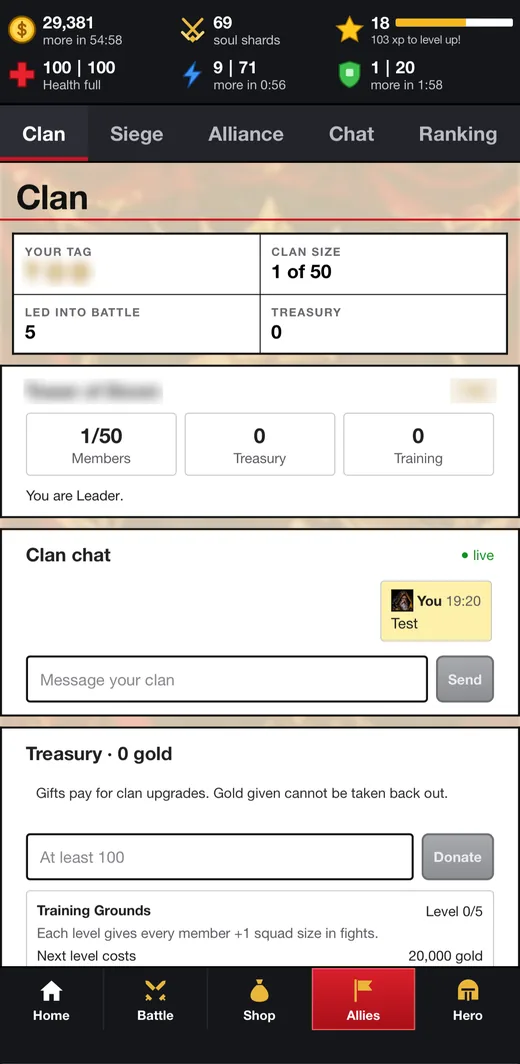 29,381
more in 54:58
69
soul shards
18
103 xp to level up!
100 | 100
Health full
9 | 71
more in 0:56
1 | 20
more in 1:58
Clan
Siege
Alliance
Chat
Ranking
Clan
YOUR TAG
CLAN SIZE
1 of 50
LED INTO BATTLE
5
TREASURY
0
1/50
Members
0
Treasury
0
Training
You are Leader.
Clan chat
• live
You 19:20
Test
Message your clan
Send
Treasury · 0 gold
Gifts pay for clan upgrades. Gold given cannot be taken back out.
At least 100
Donate
Training Grounds
Level 0/5
Each level gives every member +1 squad size in fights.
Next level costs
20,000 gold
Home
Battle
Shop
Allies
Hero